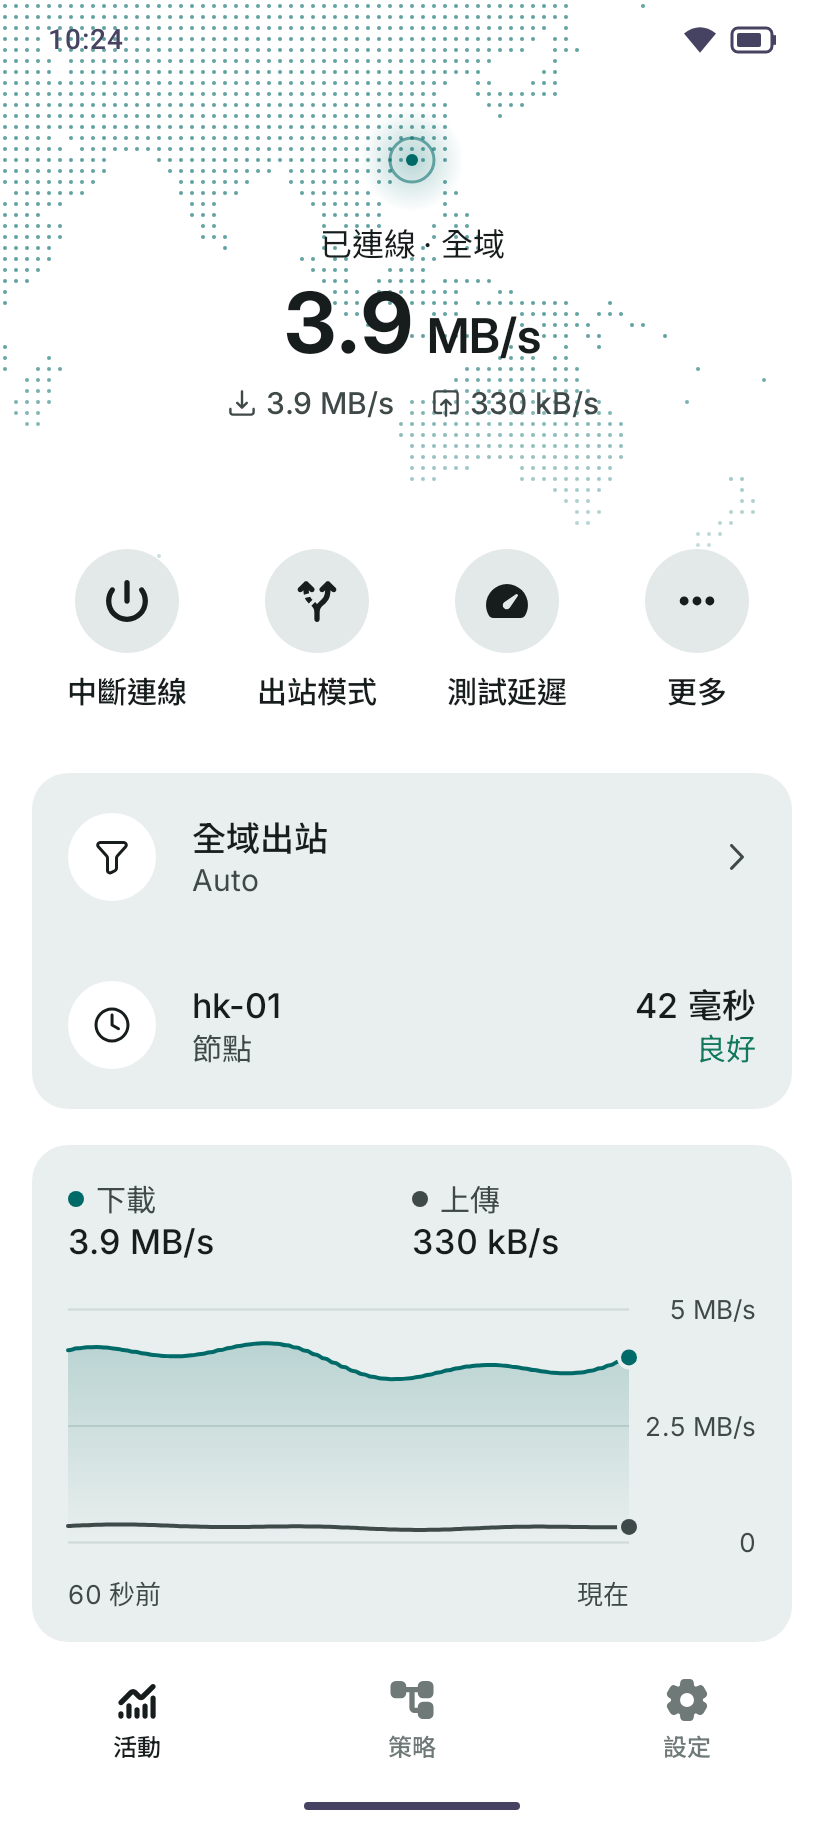 10:24
已連線 · 全域
3.9 MB/s
3.9 MB/s 330 kB/s
中斷連線 出站模式 測試延遲 更多
全域出站
Auto
hk-01 42 毫秒
節點 良好
下載 上傳
3.9 MB/s 330 kB/s
5 MB/s
2.5 MB/s
0
60 秒前 現在
活動 策略 設定